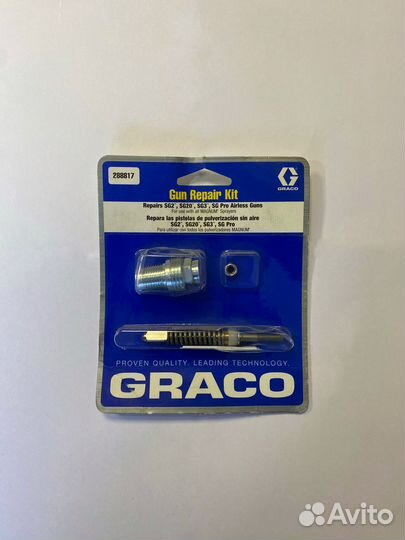 288817
GRACO
Gun Repair Kit
Repairs SG2®, SG20®, SG3®, SG Pro Airless Guns
For use with all MAGNUM® Sprayers
Repara las pistolas de pulverización sin aire
SG2®, SG20®, SG3®, SG Pro
Para utilizar con todos los pulverizadores MAGNUM®
PROVEN QUALITY. LEADING TECHNOLOGY.
GRACO
Avito